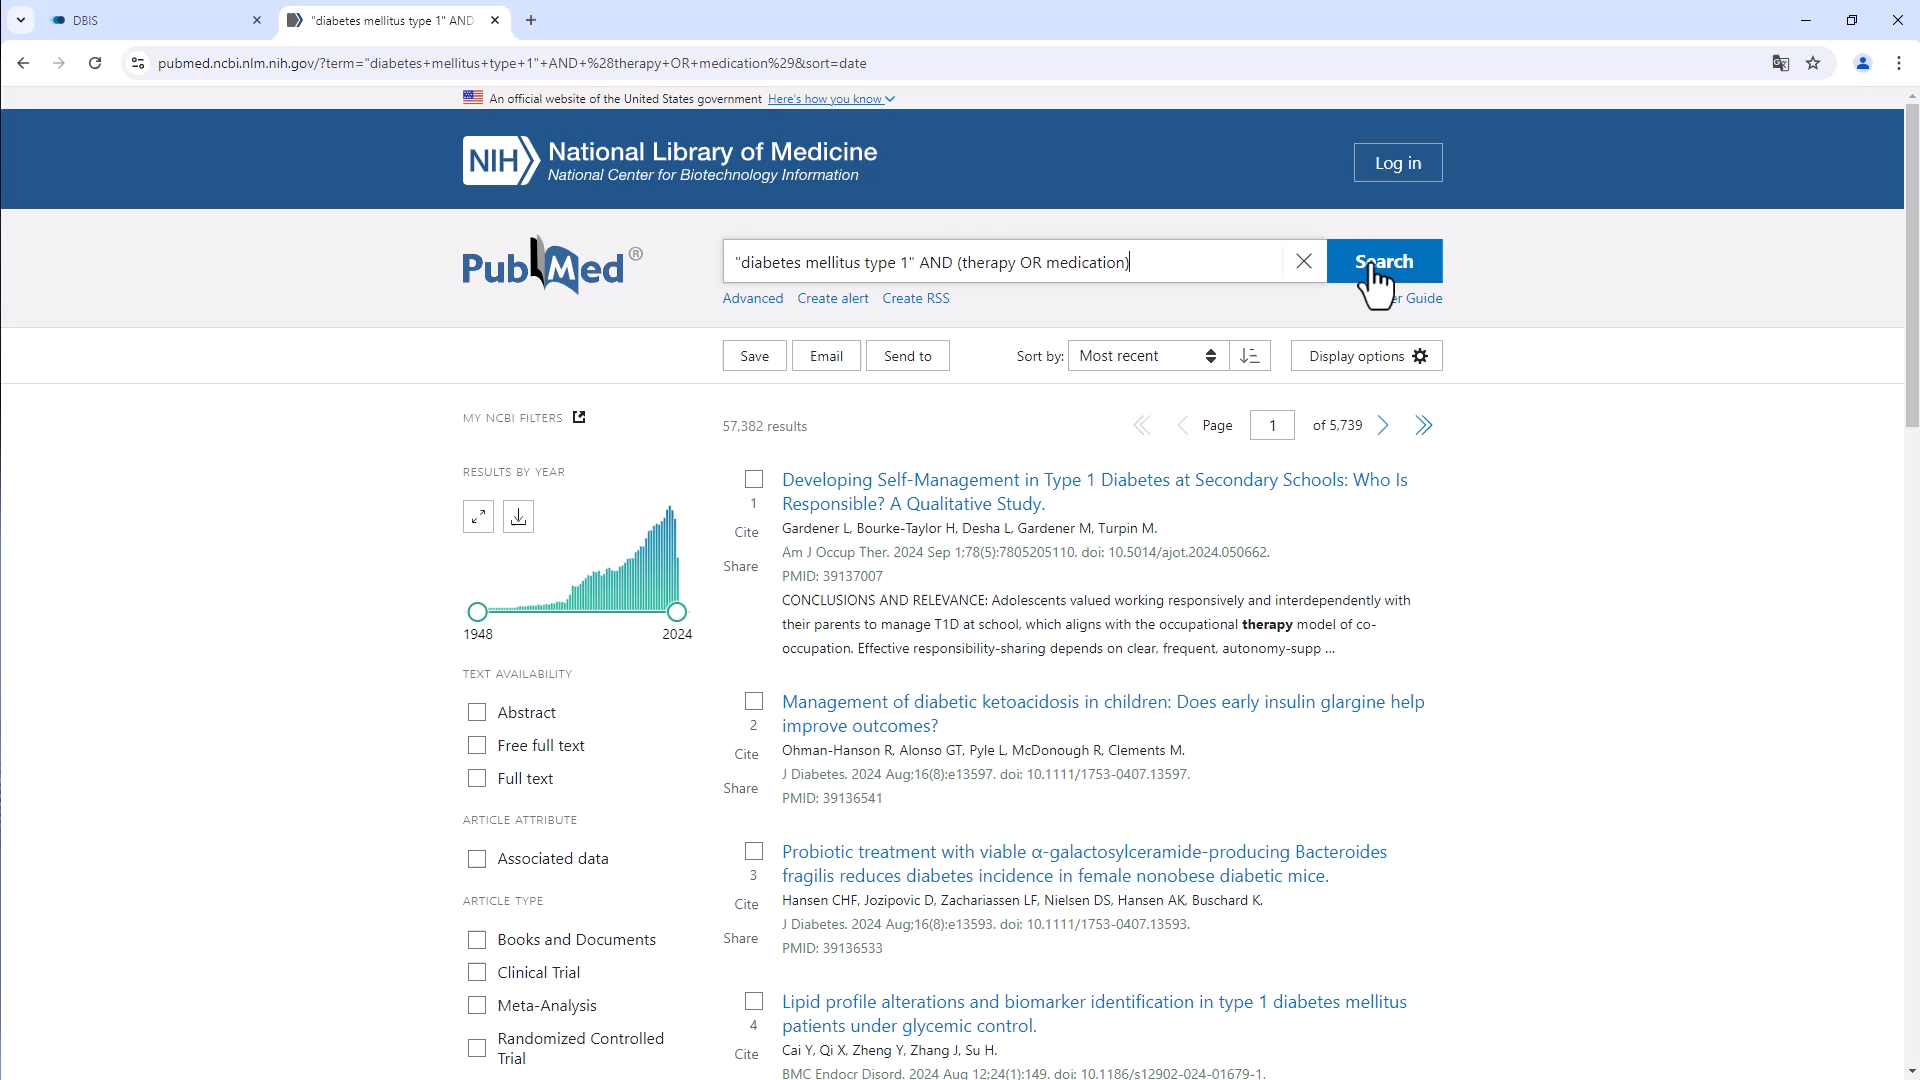 DBIS
"diabetes mellitus type 1" AND
pubmed.ncbi.nlm.nih.gov/?term="diabetes+mellitus+type+1"+AND+%28therapy+OR+medication%29&sort=date
An official website of the United States government Here's how you know
NIH National Library of Medicine
National Center for Biotechnology Information
Log in
PubMed®
"diabetes mellitus type 1" AND (therapy OR medication)
Search
Advanced Create alert Create RSS
Guide
Save Email Send to
Sort by: Most recent
Display options
MY NCBI FILTERS
57,382 results
Page 1 of 5,739
RESULTS BY YEAR
1948 2024
TEXT AVAILABILITY
Abstract
Free full text
Full text
ARTICLE ATTRIBUTE
Associated data
ARTICLE TYPE
Books and Documents
Clinical Trial
Meta-Analysis
Randomized Controlled
Trial
1
Cite
Share
Developing Self-Management in Type 1 Diabetes at Secondary Schools: Who Is
Responsible? A Qualitative Study.
Gardener L, Bourke-Taylor H, Desha L, Gardener M, Turpin M.
Am J Occup Ther. 2024 Sep 1;78(5):7805205110. doi: 10.5014/ajot.2024.050662.
PMID: 39137007
CONCLUSIONS AND RELEVANCE: Adolescents valued working responsively and interdependently with
their parents to manage T1D at school, which aligns with the occupational therapy model of co-
occupation. Effective responsibility-sharing depends on clear, frequent, autonomy-supp ...
2
Cite
Share
Management of diabetic ketoacidosis in children: Does early insulin glargine help
improve outcomes?
Ohman-Hanson R, Alonso GT, Pyle L, McDonough R, Clements M.
J Diabetes. 2024 Aug;16(8):e13597. doi: 10.1111/1753-0407.13597.
PMID: 39136541
3
Cite
Share
Probiotic treatment with viable α-galactosylceramide-producing Bacteroides
fragilis reduces diabetes incidence in female nonobese diabetic mice.
Hansen CHF, Jozipovic D, Zachariassen LF, Nielsen DS, Hansen AK, Buschard K.
J Diabetes. 2024 Aug;16(8):e13593. doi: 10.1111/1753-0407.13593.
PMID: 39136533
4
Cite
Lipid profile alterations and biomarker identification in type 1 diabetes mellitus
patients under glycemic control.
Cai Y, Qi X, Zheng Y, Zhang J, Su H.
BMC Endocr Disord. 2024 Aug 12;24(1):149. doi: 10.1186/s12902-024-01679-1.